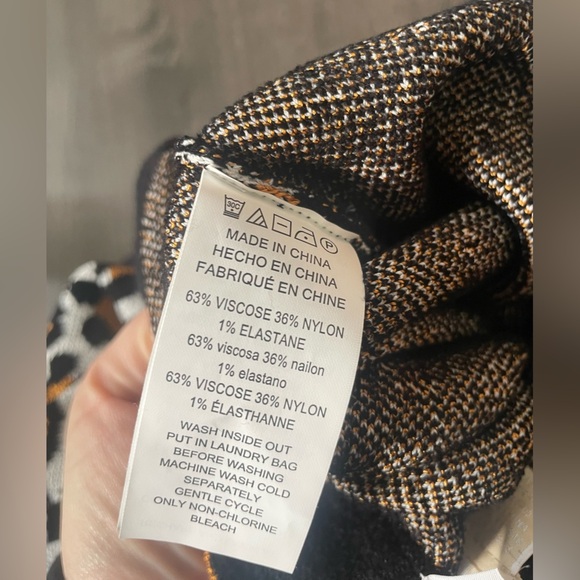 30C P
MADE IN CHINA
HECHO EN CHINA
FABRIQUÉ EN CHINE
63% VISCOSE 36% NYLON
1% ELASTANE
63% viscosa 36% nailon
1% elastano
63% VISCOSE 36% NYLON
1% ÉLASTHANNE
WASH INSIDE OUT
PUT IN LAUNDRY BAG
BEFORE WASHING
MACHINE WASH COLD
SEPARATELY
GENTLE CYCLE
ONLY NON-CHLORINE
BLEACH